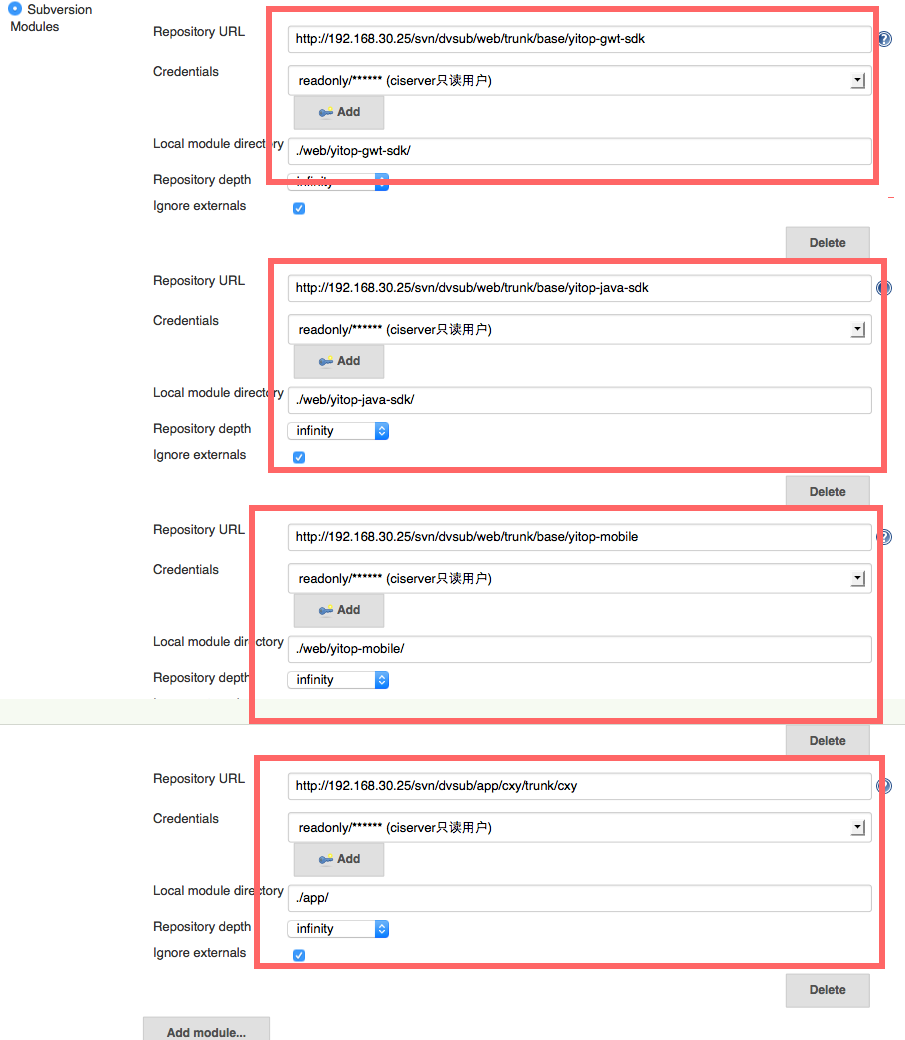 Subversion
Modules
Repository URL
http://192.168.30.25/svn/dvsub/web/trunk/base/yitop-gwt-sdk
Credentials
readonly/****** (ciserver只读用户)
Add
Local module directory
./web/yitop-gwt-sdk/
Repository depth
infinity
Ignore externals
Delete
Repository URL
http://192.168.30.25/svn/dvsub/web/trunk/base/yitop-java-sdk
Credentials
readonly/****** (ciserver只读用户)
Add
Local module directory
./web/yitop-java-sdk/
Repository depth
infinity
Ignore externals
Delete
Repository URL
http://192.168.30.25/svn/dvsub/web/trunk/base/yitop-mobile
Credentials
readonly/****** (ciserver只读用户)
Add
Local module directory
./web/yitop-mobile/
Repository depth
infinity
Delete
Repository URL
http://192.168.30.25/svn/dvsub/app/cxy/trunk/cxy
Credentials
readonly/****** (ciserver只读用户)
Add
Local module directory
./app/
Repository depth
infinity
Ignore externals
Delete
Add module...